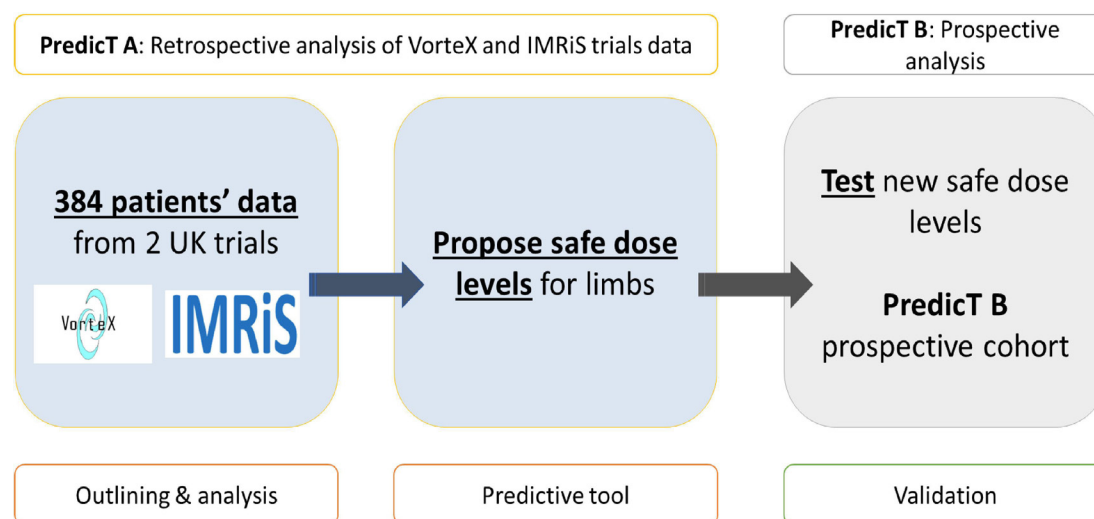 PredicT A: Retrospective analysis of VorteX and IMRiS trials data
PredicT B: Prospective
analysis
384 patients' data
from 2 UK trials
VorteX
IMRiS
Propose safe dose
levels for limbs
Test new safe dose
levels
PredicT B
prospective cohort
Outlining & analysis
Predictive tool
Validation